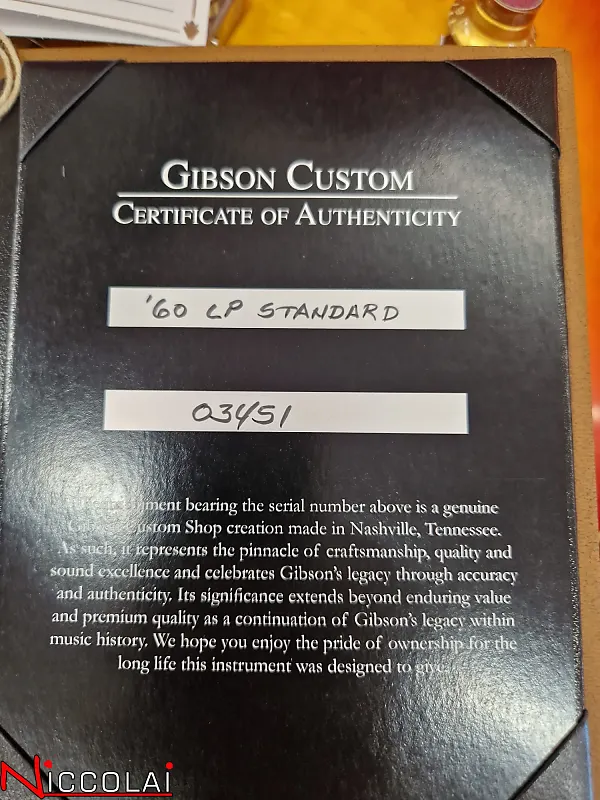 GIBSON CUSTOM
CERTIFICATE OF AUTHENTICITY
'60 LP STANDARD
03451
bearing the serial number above is a genuine
Custom Shop creation made in Nashville, Tennessee.
As such, it represents the pinnacle of craftsmanship, quality and
sound excellence and celebrates Gibson's legacy through accuracy
and authenticity. Its significance extends beyond enduring value
and premium quality as a continuation of Gibson's legacy within
music history. We hope you enjoy the pride of ownership for the
long life this instrument was designed to give.
NICCOLAI